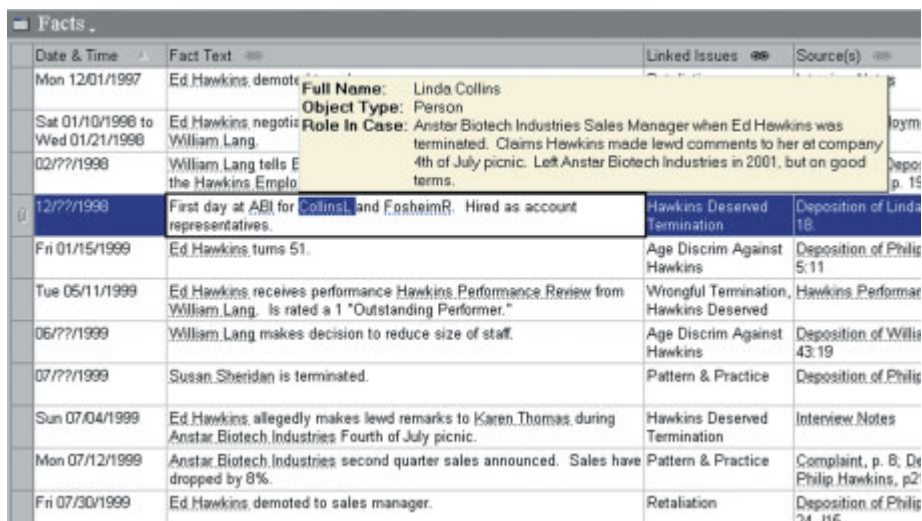 Facts
Date & Time Fact Text Linked Issues Source(s)
Mon 12/01/1997 Ed Hawkins
Full Name: Linda Collins
Object Type: Person
Role In Case: Anstar Biotech Industries Sales Manager when Ed Hawkins was
terminated. Claims Hawkins made lewd comments to her at company
4th of July picnic. Left Anstar Biotech Industries in 2001, but on good
terms.
Sat 01/10/1998 to Ed Hawkins
Wed 01/21/1998 William Lang.
02/??/1998 William Lang tells
the Hawkins p. 19
12/??/1998 First day at ABI for CollinsL and FosheimR. Hired as account Hawkins Deserved Deposition of Linda
representatives. Termination 18.
Fri 01/15/1999 Ed Hawkins turns 51. Age Discrim Against Deposition of Philip
Hawkins 5:11
Tue 05/11/1999 Ed Hawkins receives performance Hawkins Performance Review from Wrongful Termination, Hawkins
William Lang. Is rated a 1 "Outstanding Performer." Hawkins Deserved
06/??/1999 William Lang makes decision to reduce size of staff. Age Discrim Against Deposition of
Hawkins 43:19
07/??/1999 Susan Sheridan is terminated. Pattern & Practice Deposition of Philip
Sun 07/04/1999 Ed Hawkins allegedly makes lewd remarks to Karen Thomas during Hawkins Deserved Interview Notes
Anstar Biotech Industries Fourth of July picnic. Termination
Mon 07/12/1999 Anstar Biotech Industries second quarter sales announced. Sales have Pattern & Practice Complaint, p. 8; De
dropped by 8%. Philip Hawkins, p2
Fri 07/30/1999 Ed Hawkins demoted to sales manager. Retaliation Deposition of Philip